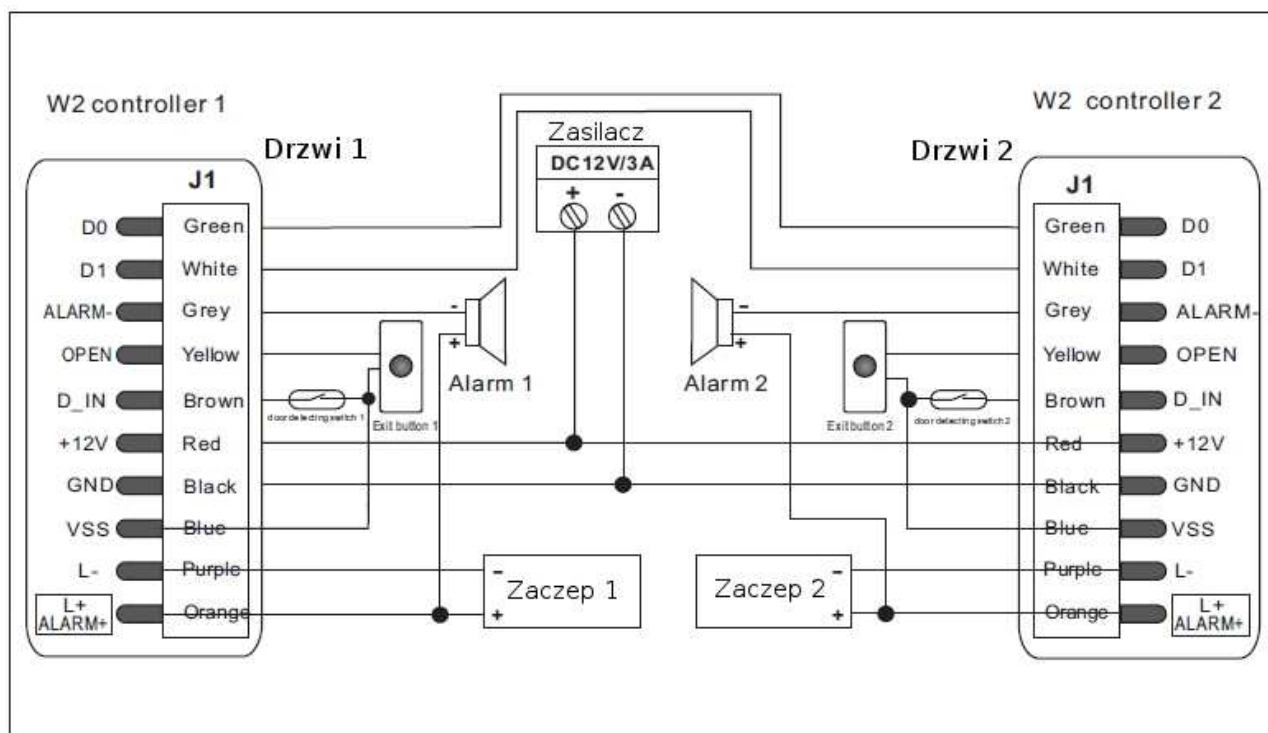 W2 controller 1
W2 controller 2
Drzwi 1
Zasilacz
Drzwi 2
DC12V/3A
+ -
J1
D0 Green
D1 White
ALARM- Grey
OPEN Yellow
D_IN Brown
+12V Red
GND Black
VSS Blue
L- Purple
L+ Orange
ALARM+
-
+
Alarm 1
door detecting switch 1
Exit button 1
-
Zaczep 1
+
-
+
Alarm 2
Exit button 2
door detecting switch 2
-
Zaczep 2
+
J1
Green D0
White D1
Grey ALARM-
Yellow OPEN
Brown D_IN
Red +12V
Black GND
Blue VSS
Purple L-
Orange L+
ALARM+